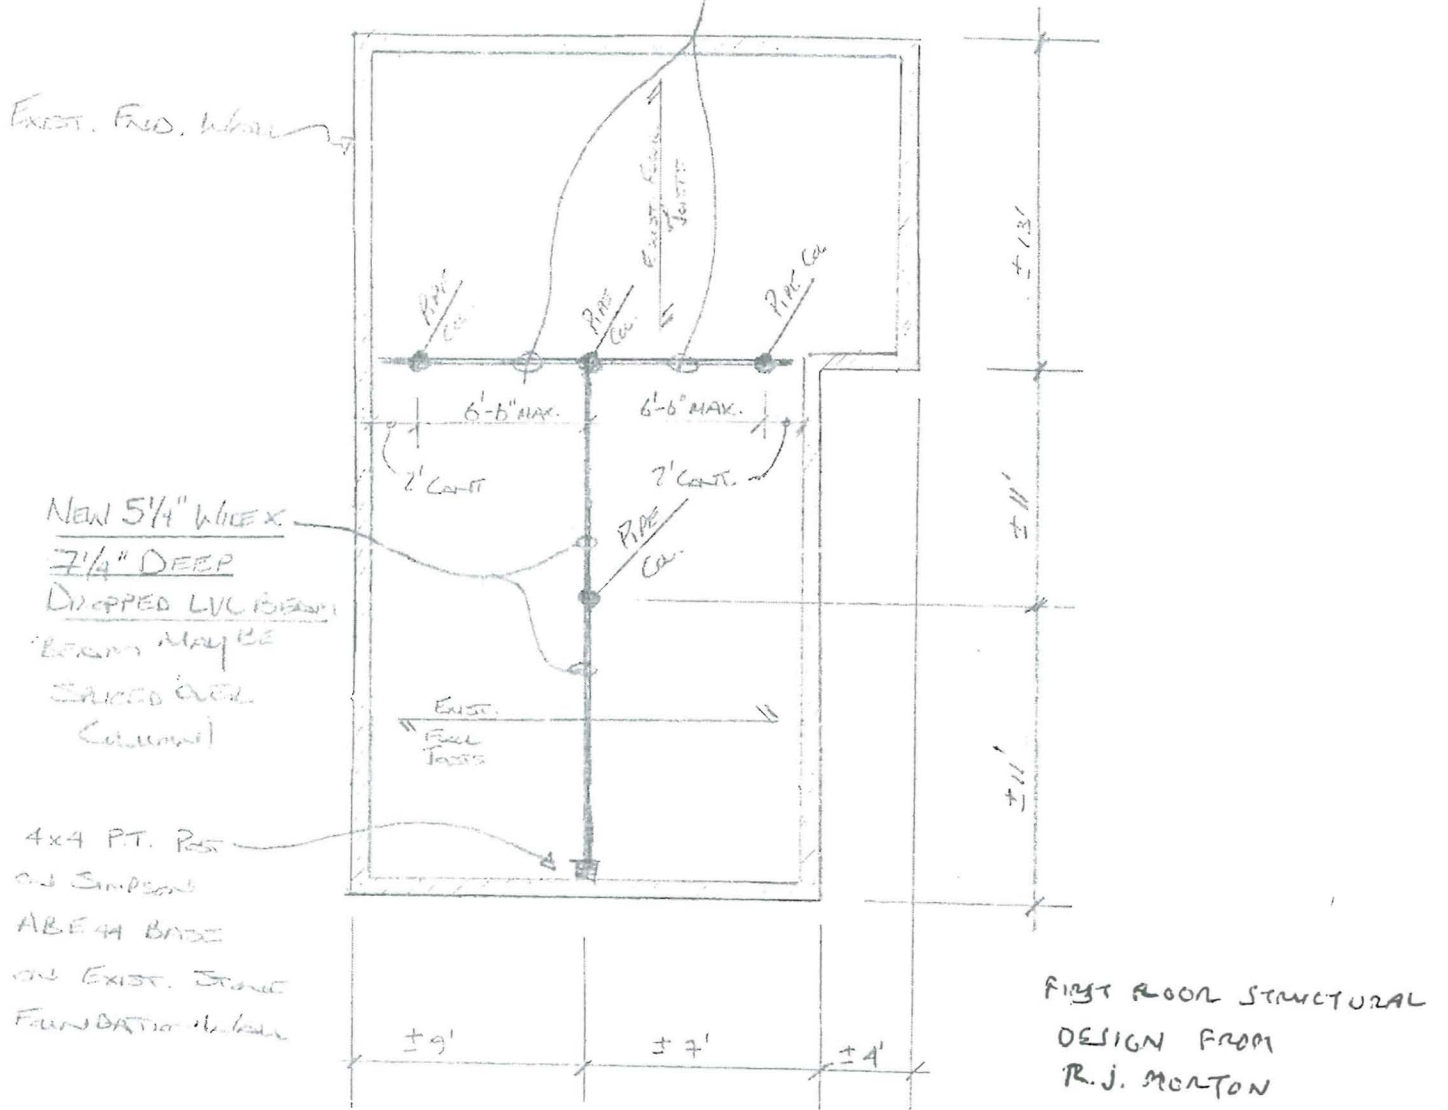 EXIST. FND. WALL
EXIST. FLOOR
JOISTS
PIPE
COL.
PIPE
COL.
PIPE COL.
± 13'
6'-6" MAX.
6'-6" MAX.
2' CANT
2' CANT.
NEW 5 1/4" WIDE X
7 1/4" DEEP
DROPPED LVL BEAM
BEAM MAY BE
SPLICED OVER
COLUMN)
PIPE
COL.
± 11'
EXIST.
FLOOR
JOISTS
± 11'
4x4 P.T. POST
ON SIMPSON
ABE 44 BASE
ON EXIST. STONE
FOUNDATION WALL
± 9'
± 7'
± 4'
FIRST FLOOR STRUCTURAL
DESIGN FROM
R.J. MORTON